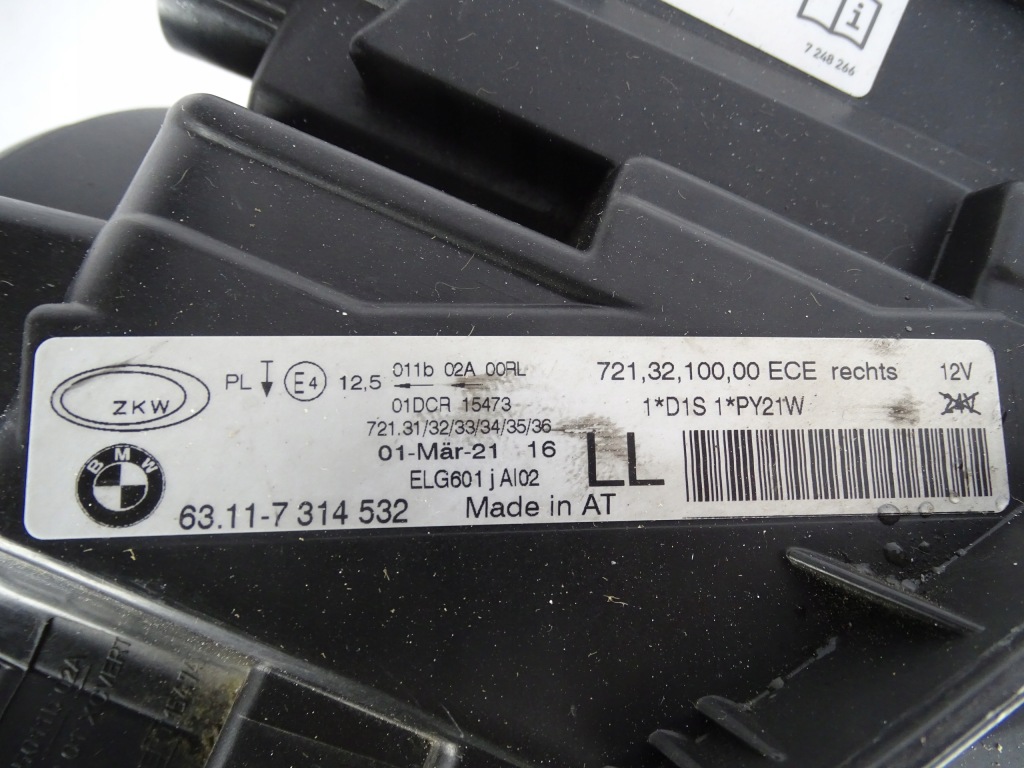 7 248 266
ZKW
PL T E4 12,5 011b 02A 00RL
01DCR 15473
721.31/32/33/34/35/36
01-Mär-21 16
ELG601 j AI02
BMW 63.11-7 314 532
Made in AT
LL
721,32,100,00 ECE rechts 12V
1*D1S 1*PY21W 24V